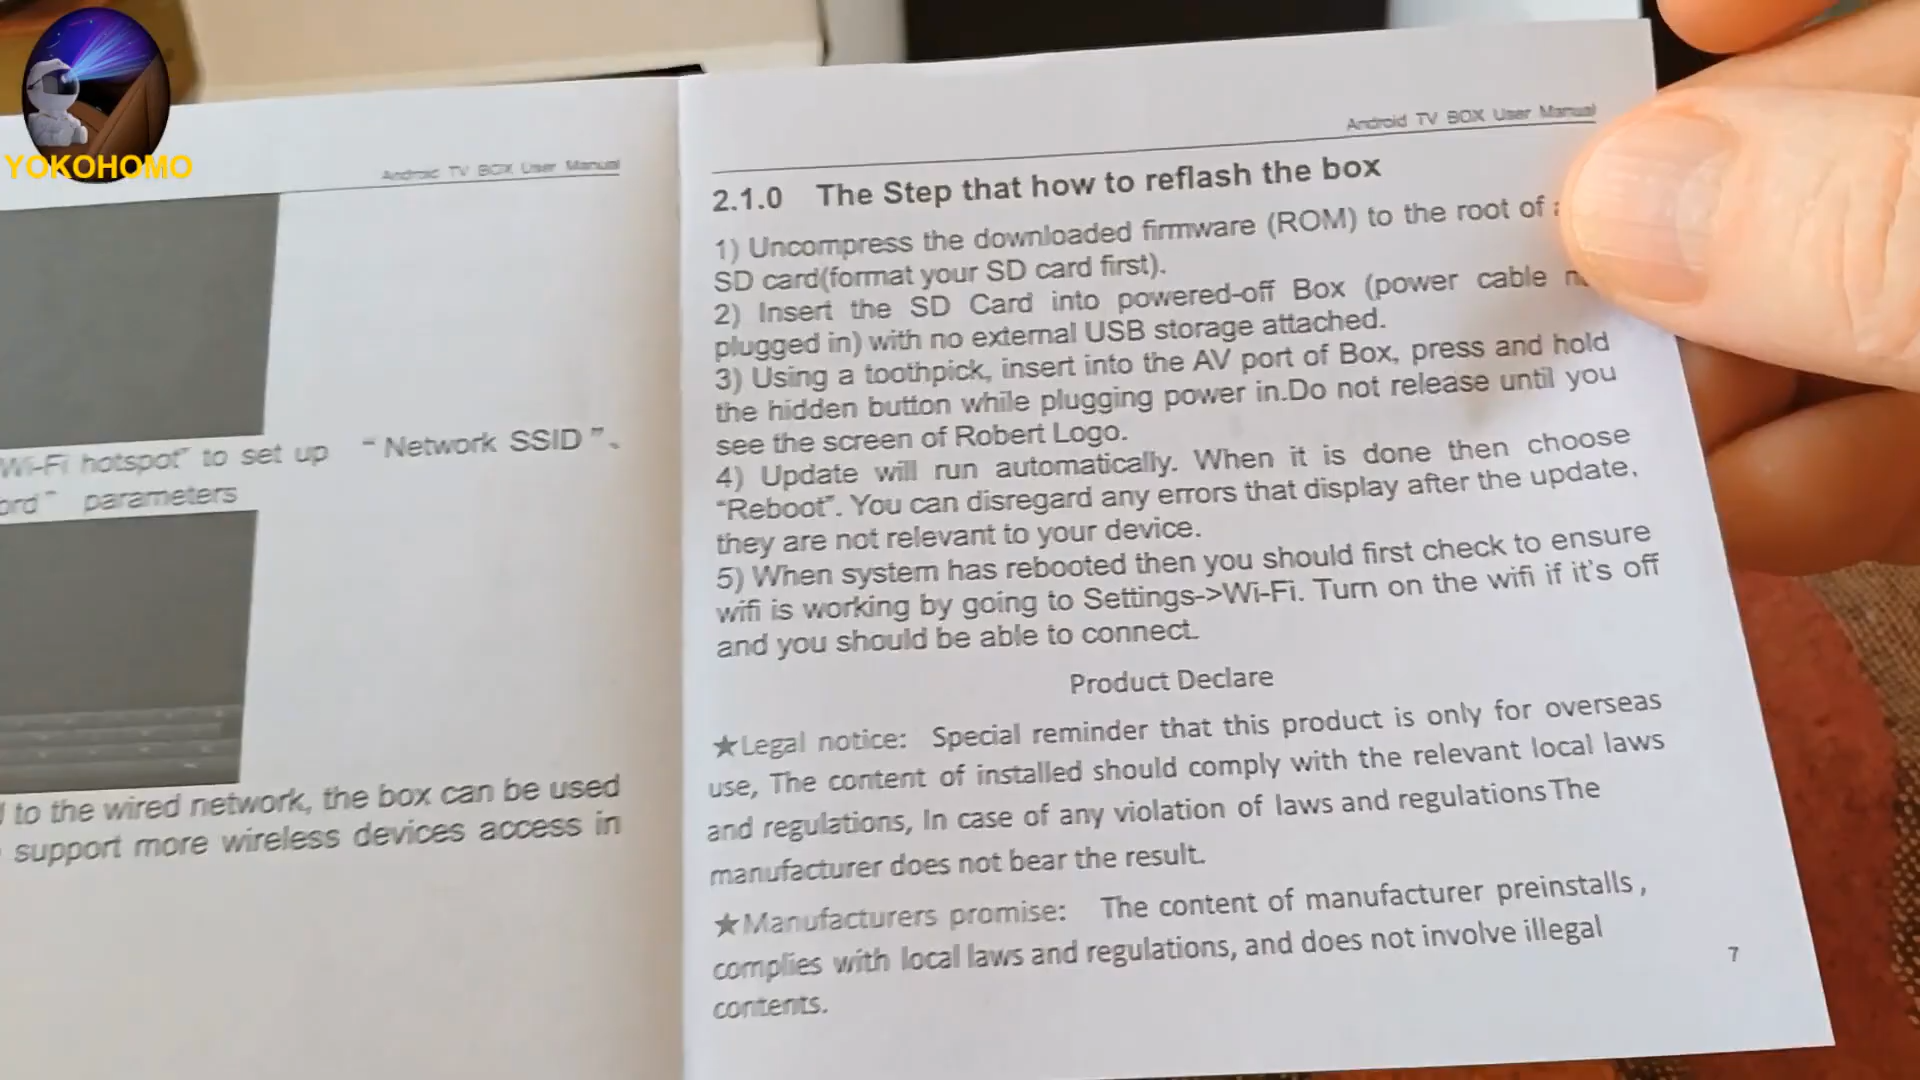 YOKOHOMO
Android TV BOX User Manual
Wi-Fi hotspot” to set up “Network SSID”、
parameters
to the wired network, the box can be used
support more wireless devices access in
Android TV BOX User Manual
2.1.0 The Step that how to reflash the box
1) Uncompress the downloaded firmware (ROM) to the root of
SD card(format your SD card first).
2) Insert the SD Card into powered-off Box (power cable
plugged in) with no external USB storage attached.
3) Using a toothpick, insert into the AV port of Box, press and hold
the hidden button while plugging power in.Do not release until you
see the screen of Robert Logo.
4) Update will run automatically. When it is done then choose
“Reboot”. You can disregard any errors that display after the update,
they are not relevant to your device.
5) When system has rebooted then you should first check to ensure
wifi is working by going to Settings->Wi-Fi. Turn on the wifi if it's off
and you should be able to connect.
Product Declare
★Legal notice: Special reminder that this product is only for overseas
use, The content of installed should comply with the relevant local laws
and regulations, In case of any violation of laws and regulationsThe
manufacturer does not bear the result.
★Manufacturers promise: The content of manufacturer preinstalls ,
complies with local laws and regulations, and does not involve illegal
contents.
7